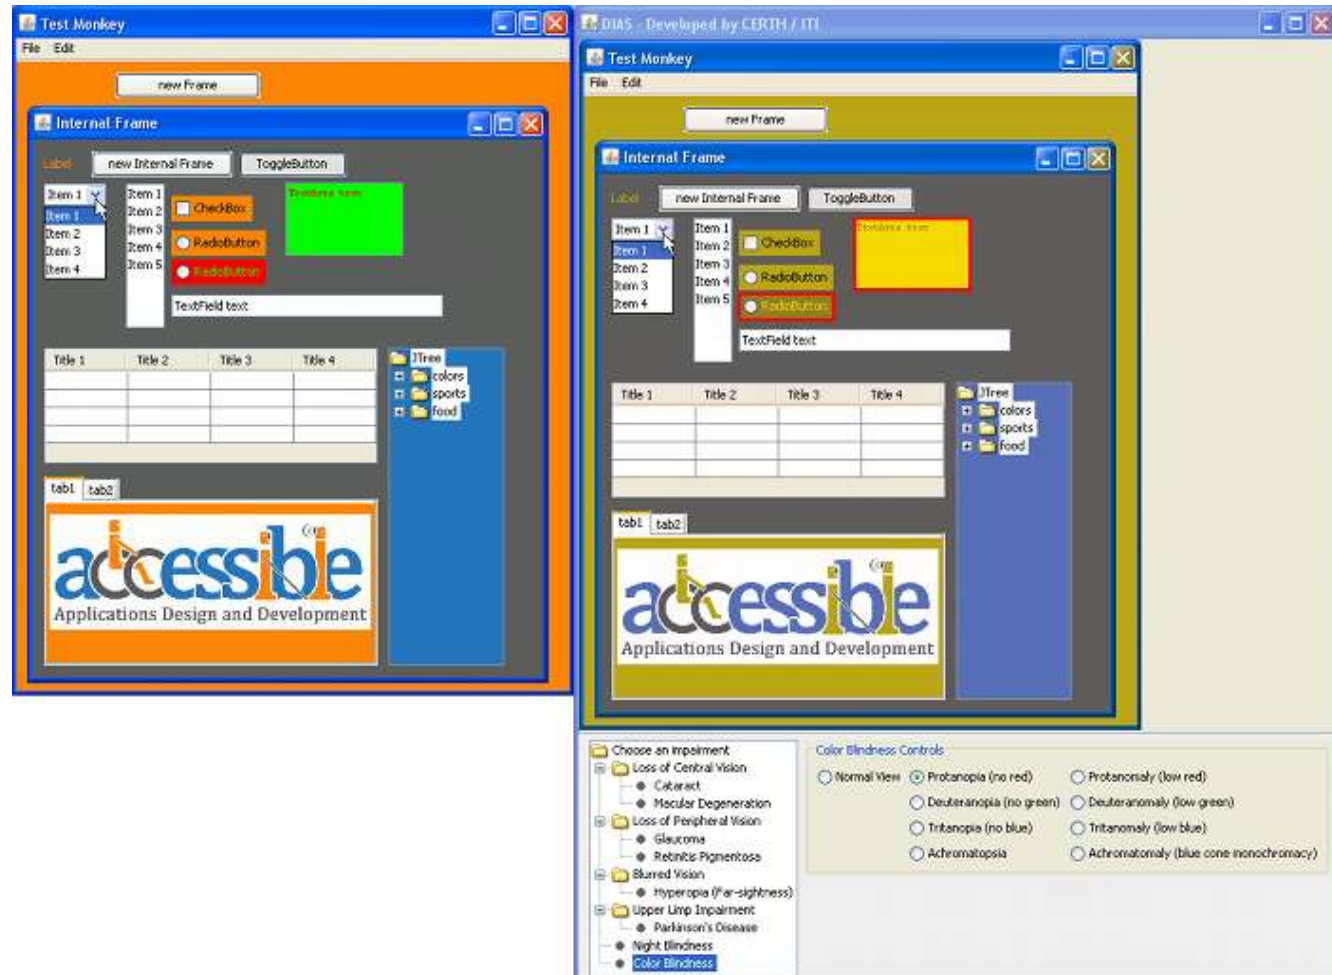 Test Monkey
File Edit
new Frame
Internal Frame
Label new Internal Frame ToggleButton
Item 1
Item 1
Item 2
Item 3
Item 4
Item 1
Item 2
Item 3
Item 4
Item 5
CheckBox
RadioButton
RadioButton
TextArea text
TextField text
Title 1 Title 2 Title 3 Title 4
JTree
colors
sports
food
tab1 tab2
accessible
Applications Design and Development
DIAS - Developed by CERTH / ITI
Test Monkey
File Edit
new Frame
Internal Frame
Label new Internal Frame ToggleButton
Item 1
Item 1
Item 2
Item 3
Item 4
Item 1
Item 2
Item 3
Item 4
Item 5
CheckBox
RadioButton
RadioButton
TextArea text
TextField text
Title 1 Title 2 Title 3 Title 4
JTree
colors
sports
food
tab1 tab2
accessible
Applications Design and Development
Choose an impairment
Loss of Central Vision
Cataract
Macular Degeneration
Loss of Peripheral Vision
Glaucoma
Retinitis Pigmentosa
Blurred Vision
Hyperopia (Far-sightness)
Upper Limp Impairment
Parkinson's Disease
Night Blindness
Color Blindness
Color Blindness Controls
Normal View Protanopia (no red) Protanomaly (low red)
Deuteranopia (no green) Deuteranomaly (low green)
Tritanopia (no blue) Tritanomaly (low blue)
Achromatopsia Achromatomaly (blue cone monochromacy)